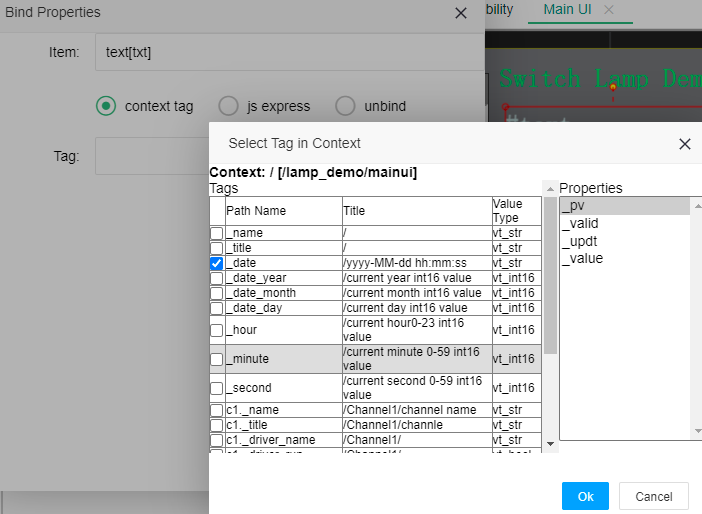 Bind Properties
bility
Main UI
Item:
text[txt]
Switch Lamp Dem
context tag
js express
unbind
#text
Tag:
Select Tag in Context
Context: / [/lamp_demo/mainui]
Tags
Properties
Path Name Title Value Type
_name / vt_str
_title / vt_str
_date /yyyy-MM-dd hh:mm:ss vt_str
_date_year /current year int16 value vt_int16
_date_month /current month int16 value vt_int16
_date_day /current day int16 value vt_int16
_hour /current hour0-23 int16 value vt_int16
_minute /current minute 0-59 int16 value vt_int16
_second /current second 0-59 int16 value vt_int16
c1._name /Channel1/channel name vt_str
c1._title /Channel1/channle vt_str
c1._driver_name /Channel1/ vt_str
c1._driver_run /Channel1/ vt_bool
_pv
_valid
_updt
_value
Ok
Cancel